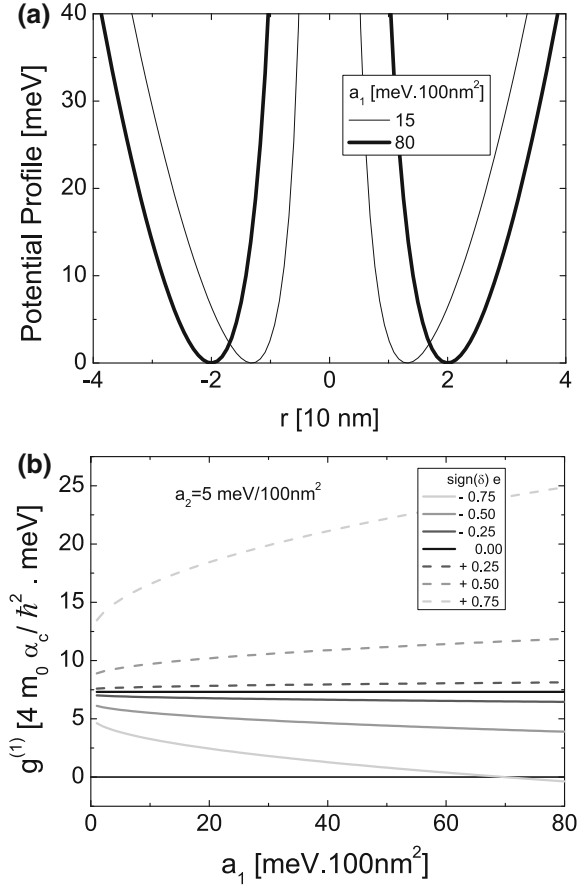 (a)
40
30
20
10
0
Potential Profile [meV]
a₁ [meV.100nm²]
15
80
-4 -2 0 2 4
r [10 nm]
(b)
25
20
15
10
5
0
g⁽¹⁾ [4 m₀ α_c / ħ² . meV]
a₂=5 meV/100nm²
sign(δ) e
- 0.75
- 0.50
- 0.25
0.00
+ 0.25
+ 0.50
+ 0.75
0 20 40 60 80
a₁ [meV.100nm²]